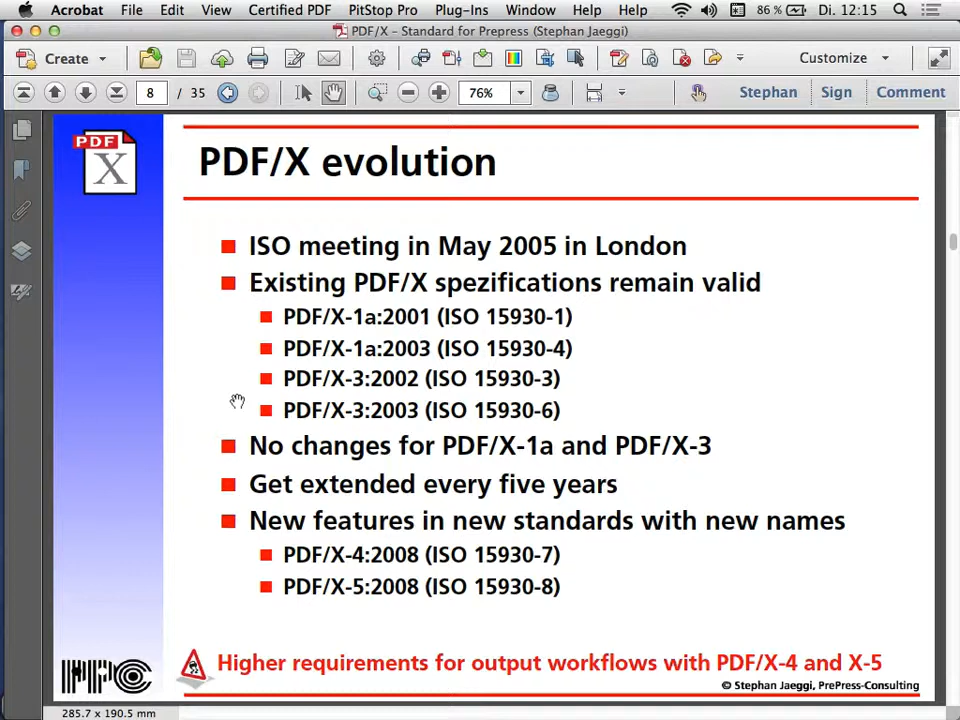 Acrobat File Edit View Certified PDF PitStop Pro Plug-Ins Window Help Help 86 % Di. 12:15
PDF/X – Standard for Prepress (Stephan Jaeggi)
Create Customize
8 / 35 76% Stephan Sign Comment
PDF
X
PDF/X evolution
ISO meeting in May 2005 in London
Existing PDF/X spezifications remain valid
PDF/X-1a:2001 (ISO 15930-1)
PDF/X-1a:2003 (ISO 15930-4)
PDF/X-3:2002 (ISO 15930-3)
PDF/X-3:2003 (ISO 15930-6)
No changes for PDF/X-1a and PDF/X-3
Get extended every five years
New features in new standards with new names
PDF/X-4:2008 (ISO 15930-7)
PDF/X-5:2008 (ISO 15930-8)
Higher requirements for output workflows with PDF/X-4 and X-5
PPC
© Stephan Jaeggi, PrePress-Consulting
285.7 x 190.5 mm